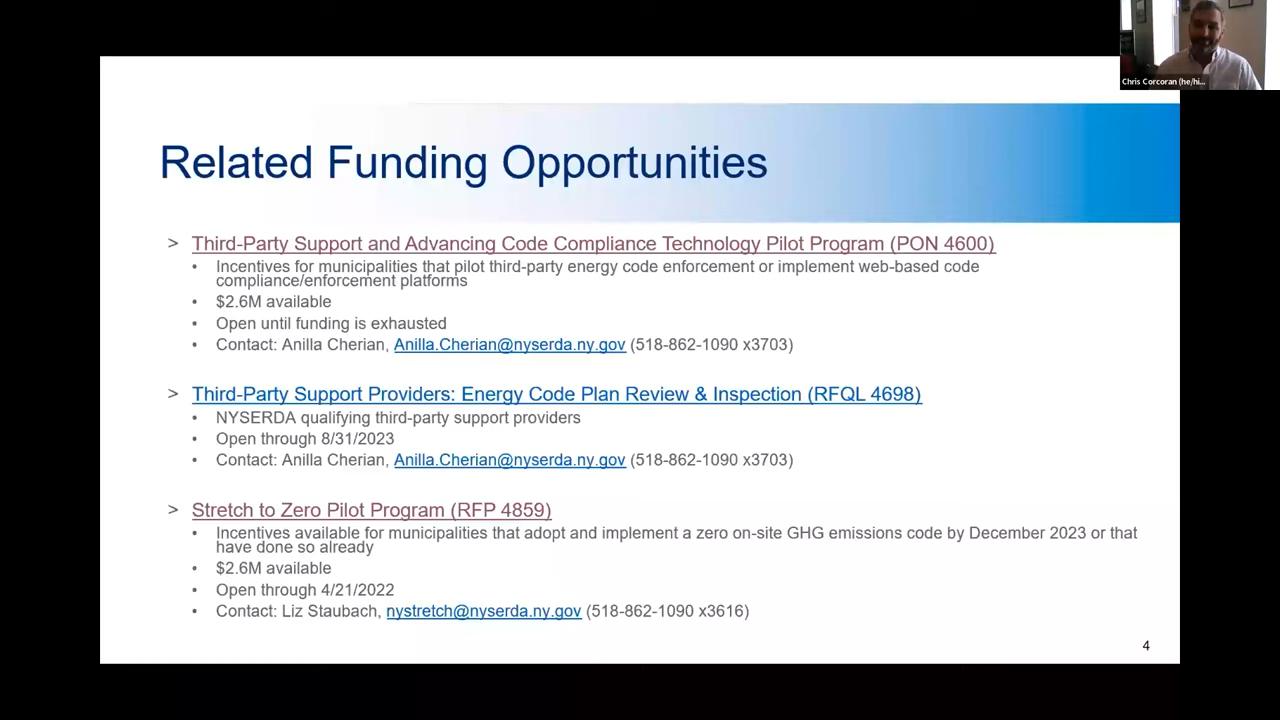 Chris Corcoran (he/hi...
Related Funding Opportunities
> Third-Party Support and Advancing Code Compliance Technology Pilot Program (PON 4600)
• Incentives for municipalities that pilot third-party energy code enforcement or implement web-based code
compliance/enforcement platforms
• $2.6M available
• Open until funding is exhausted
• Contact: Anilla Cherian, Anilla.Cherian@nyserda.ny.gov (518-862-1090 x3703)
> Third-Party Support Providers: Energy Code Plan Review & Inspection (RFQL 4698)
• NYSERDA qualifying third-party support providers
• Open through 8/31/2023
• Contact: Anilla Cherian, Anilla.Cherian@nyserda.ny.gov (518-862-1090 x3703)
> Stretch to Zero Pilot Program (RFP 4859)
• Incentives available for municipalities that adopt and implement a zero on-site GHG emissions code by December 2023 or that
have done so already
• $2.6M available
• Open through 4/21/2022
• Contact: Liz Staubach, nystretch@nyserda.ny.gov (518-862-1090 x3616)
4